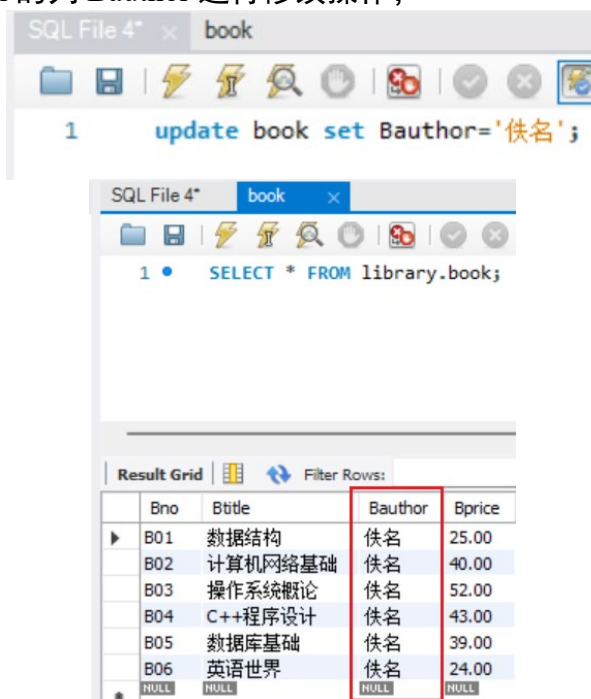 的列Bauthor进行修改操作；
SQL File 4* × book
1 update book set Bauthor='佚名';
SQL File 4* book ×
1 SELECT * FROM library.book;
Result Grid Filter Rows:
Bno Btitle Bauthor Bprice
B01 数据结构 佚名 25.00
B02 计算机网络基础 佚名 40.00
B03 操作系统概论 佚名 52.00
B04 C++程序设计 佚名 43.00
B05 数据库基础 佚名 39.00
B06 英语世界 佚名 24.00
* NULL NULL NULL NULL